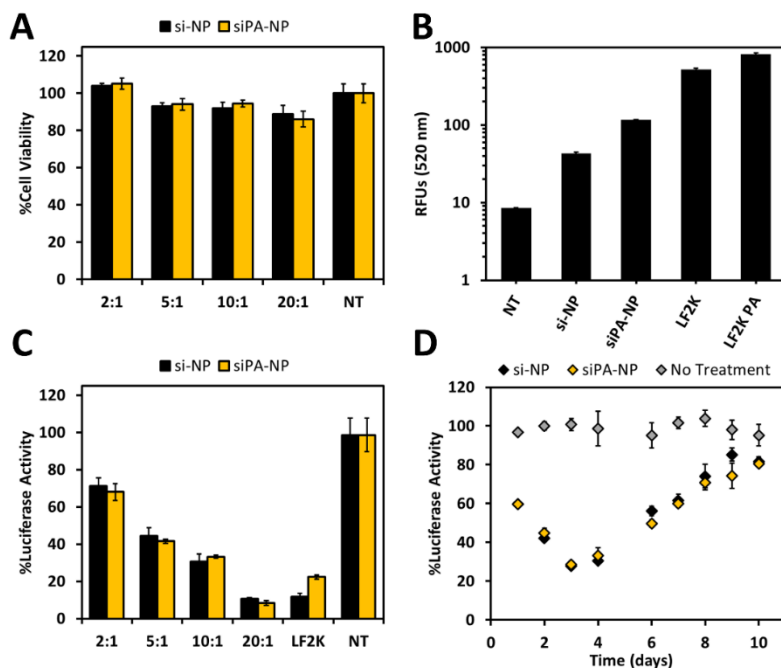 A
si-NP siPA-NP
%Cell Viability
120
100
80
60
40
20
0
2:1 5:1 10:1 20:1 NT
B
RFUs (520 nm)
1000
100
10
1
NT si-NP siPA-NP LF2K LF2K PA
C
si-NP siPA-NP
%Luciferase Activity
120
100
80
60
40
20
0
2:1 5:1 10:1 20:1 LF2K NT
D
si-NP siPA-NP No Treatment
%Luciferase Activity
120
100
80
60
40
20
0
0 2 4 6 8 10
Time (days)